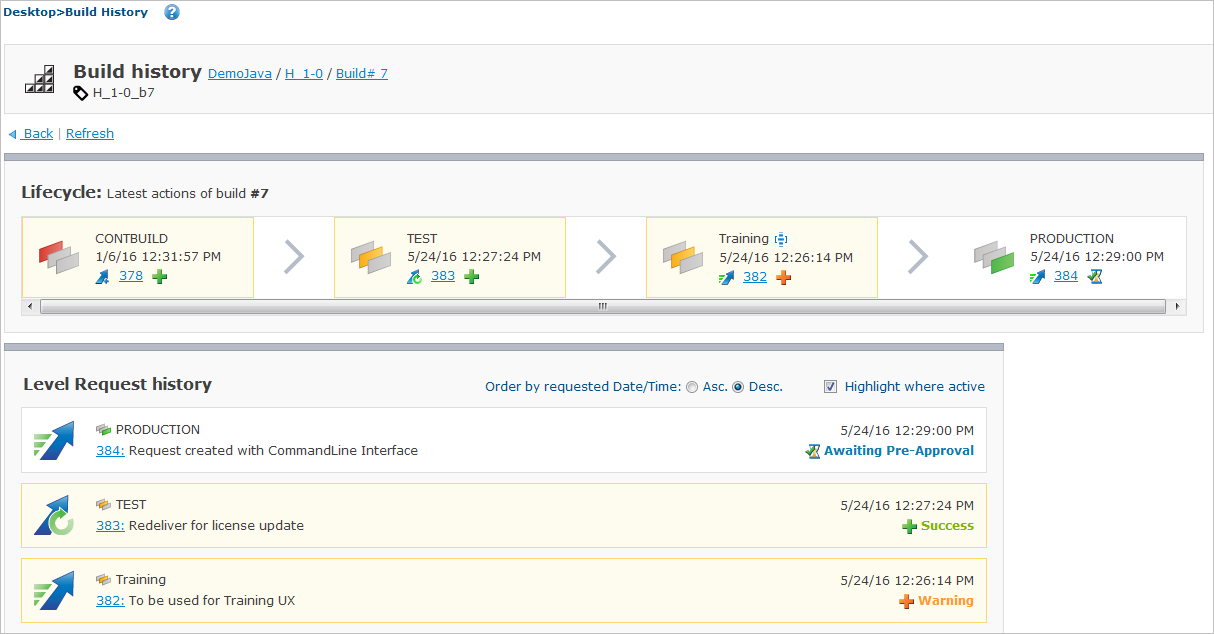 Desktop>Build History
Build history DemoJava / H_1-0 / Build# 7
H_1-0_b7
Back | Refresh
Lifecycle: Latest actions of build #7
CONTBUILD
1/6/16 12:31:57 PM
378
TEST
5/24/16 12:27:24 PM
383
Training
5/24/16 12:26:14 PM
382
PRODUCTION
5/24/16 12:29:00 PM
384
Level Request history
Order by requested Date/Time: Asc. Desc. Highlight where active
PRODUCTION 5/24/16 12:29:00 PM
384: Request created with CommandLine Interface Awaiting Pre-Approval
TEST 5/24/16 12:27:24 PM
383: Redeliver for license update Success
Training 5/24/16 12:26:14 PM
382: To be used for Training UX Warning